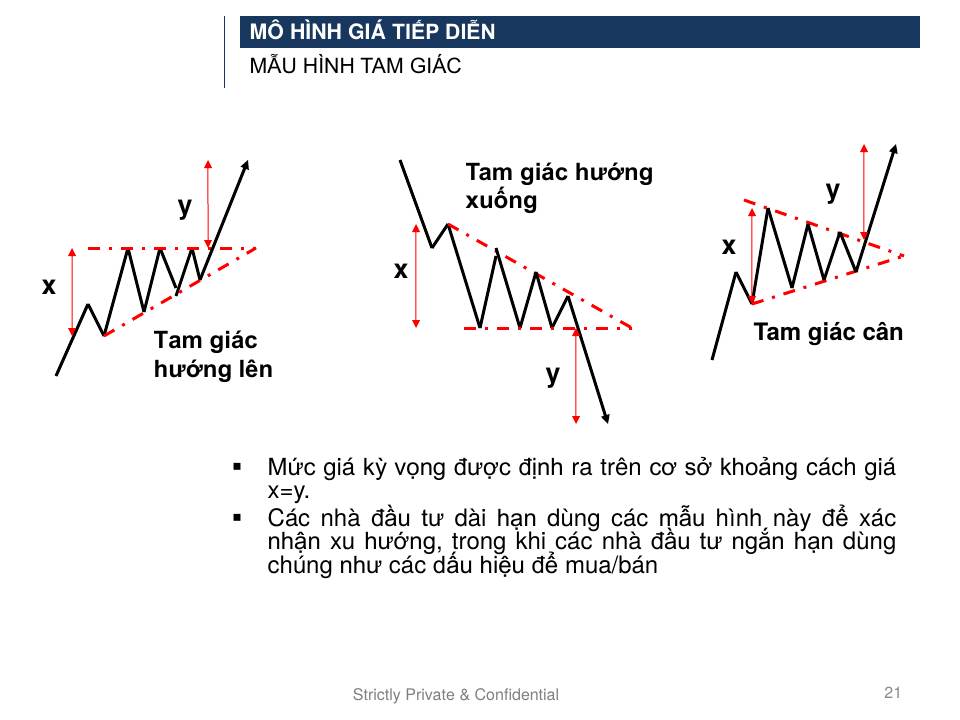 MÔ HÌNH GIÁ TIẾP DIỄN
MẪU HÌNH TAM GIÁC
y
x
Tam giác
hướng lên
Tam giác hướng
xuống
x
y
y
x
Tam giác cân
▪ Mức giá kỳ vọng được định ra trên cơ sở khoảng cách giá
x=y.
▪ Các nhà đầu tư dài hạn dùng các mẫu hình này để xác
nhận xu hướng, trong khi các nhà đầu tư ngắn hạn dùng
chúng như các dấu hiệu để mua/bán
Strictly Private & Confidential
21